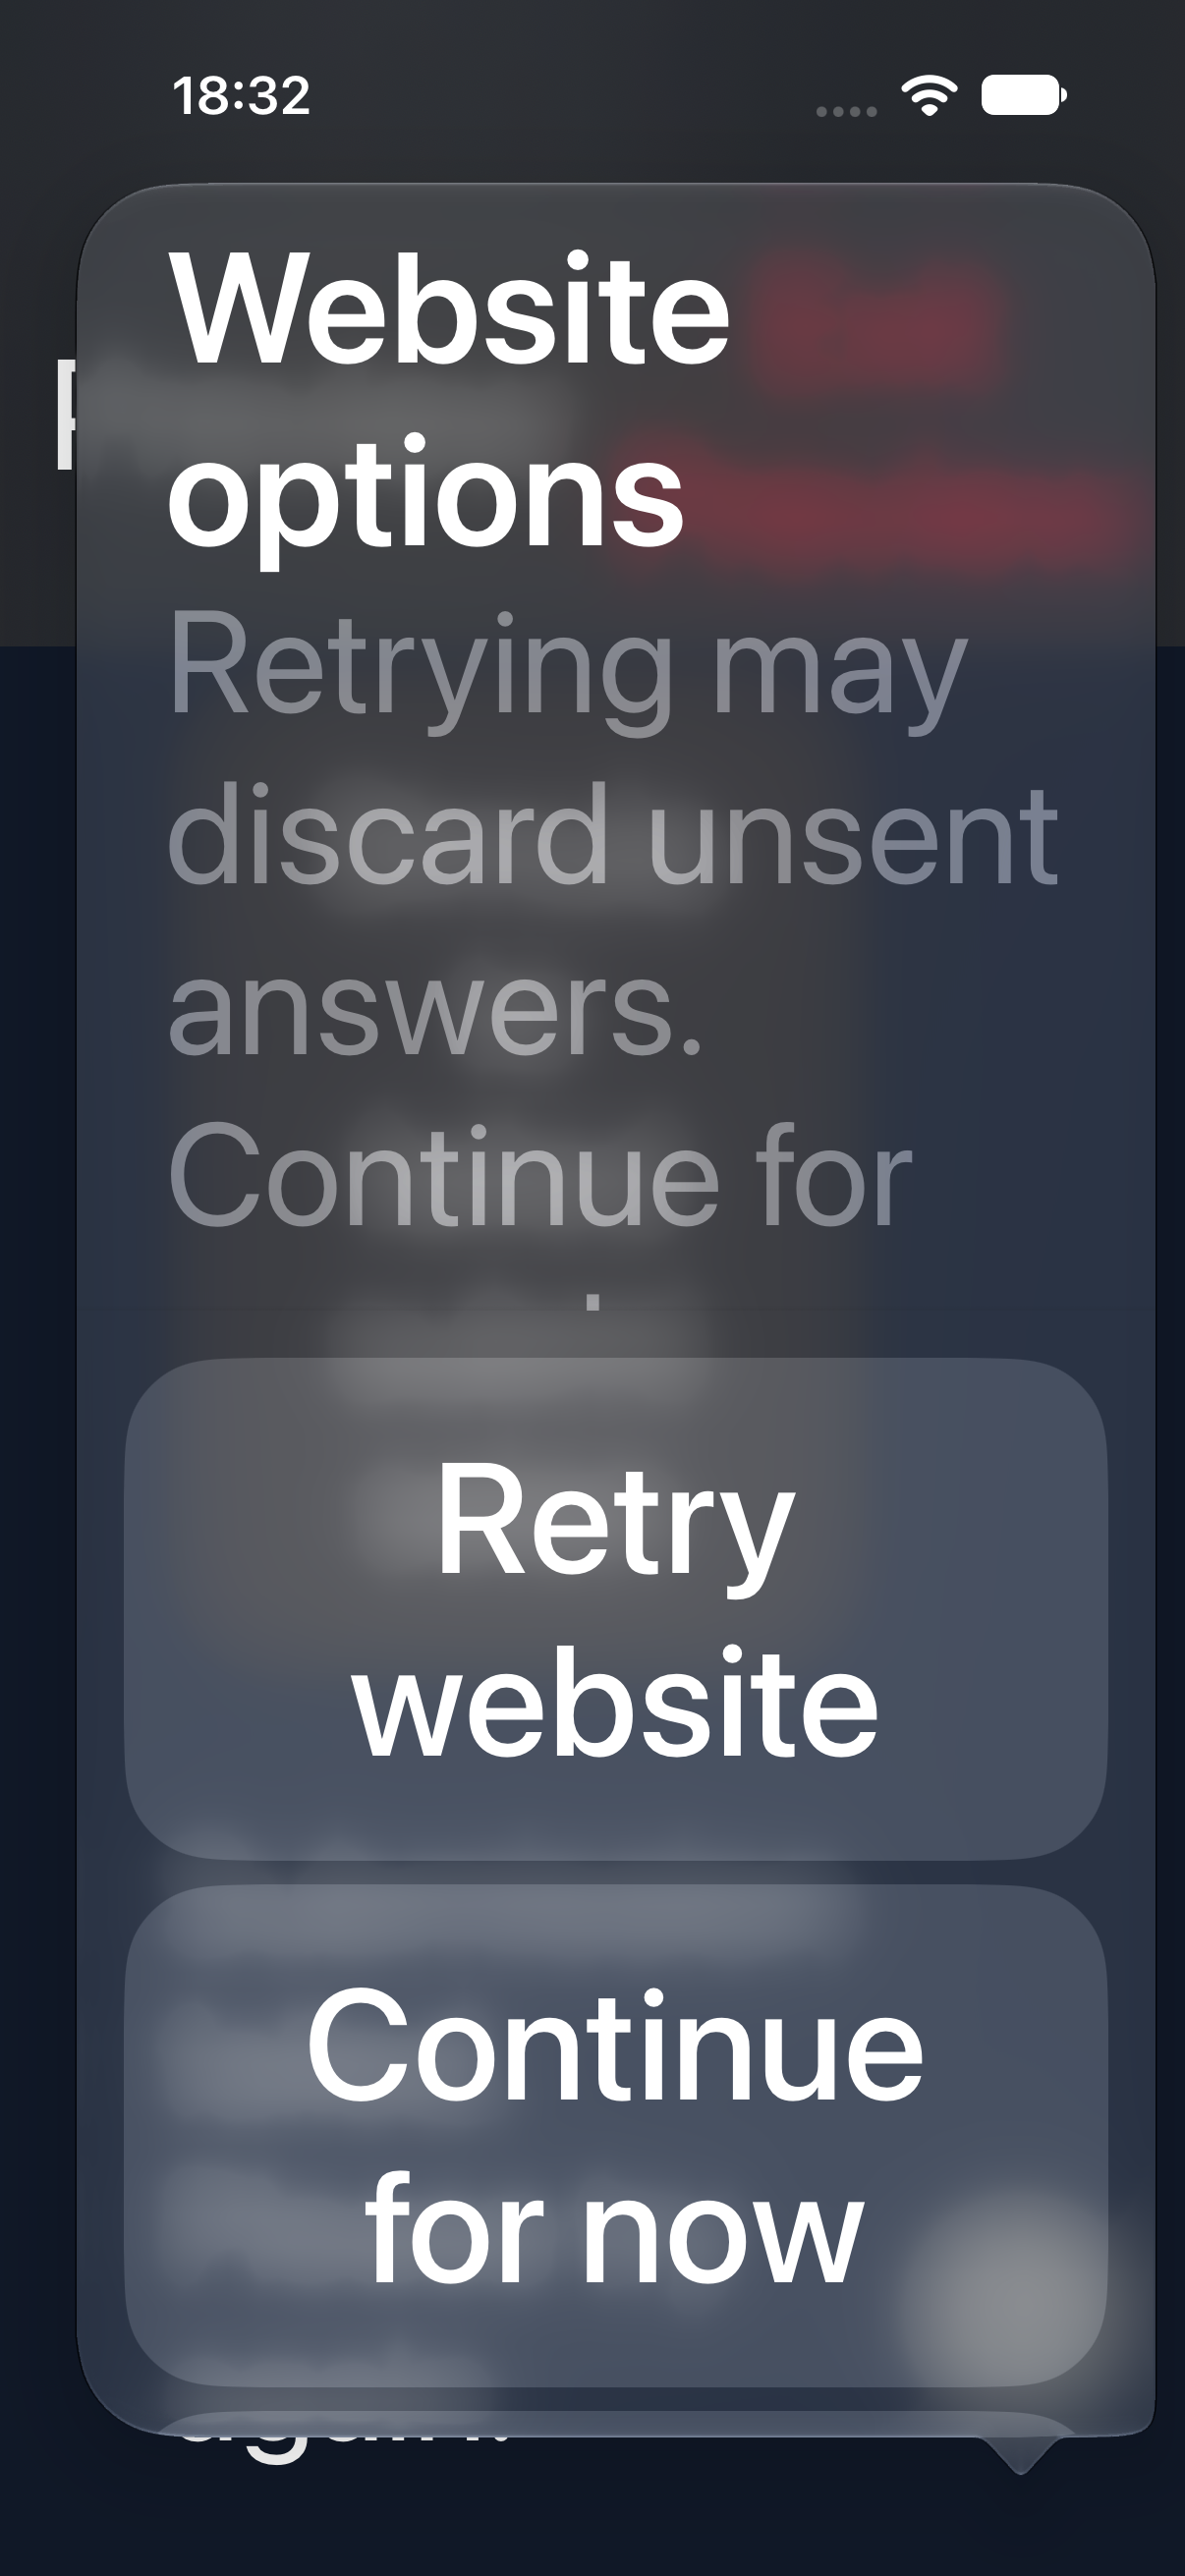 18:32
Website
options
Retrying may
discard unsent
answers.
Continue for
Retry
website
Continue
for now